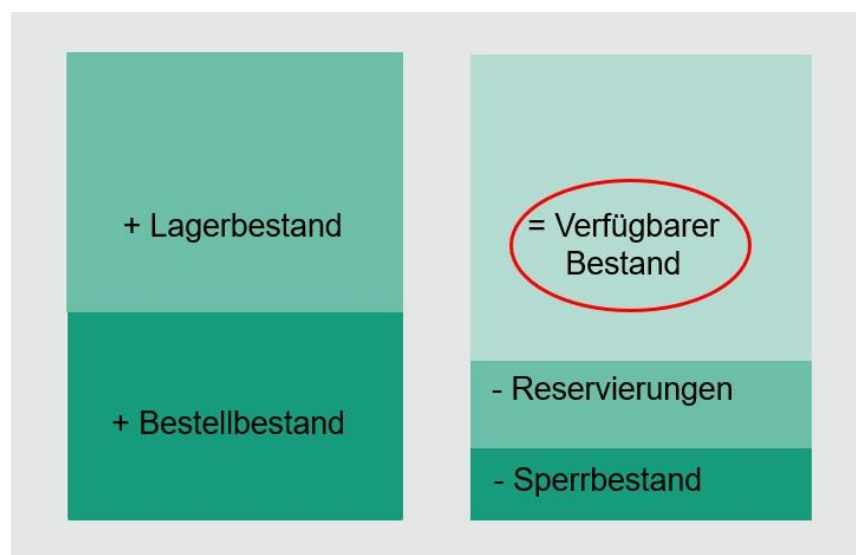 + Lagerbestand
+ Bestellbestand
= Verfügbarer
Bestand
- Reservierungen
- Sperrbestand